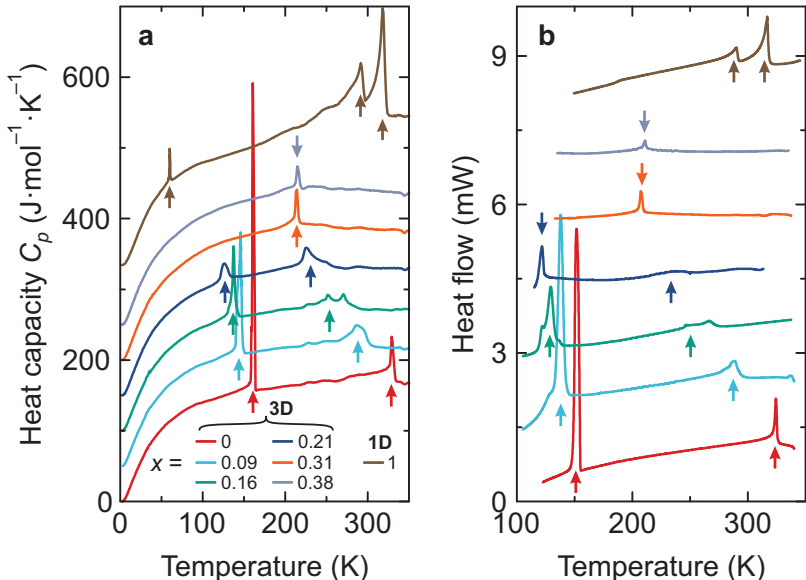 a
Heat capacity Cₚ (J·mol⁻¹·K⁻¹)
600
400
200
0
0
100
200
300
Temperature (K)
3D
1D
x =
0
0.09
0.16
0.21
0.31
0.38
1
b
Heat flow (mW)
9
6
3
0
100
200
300
Temperature (K)